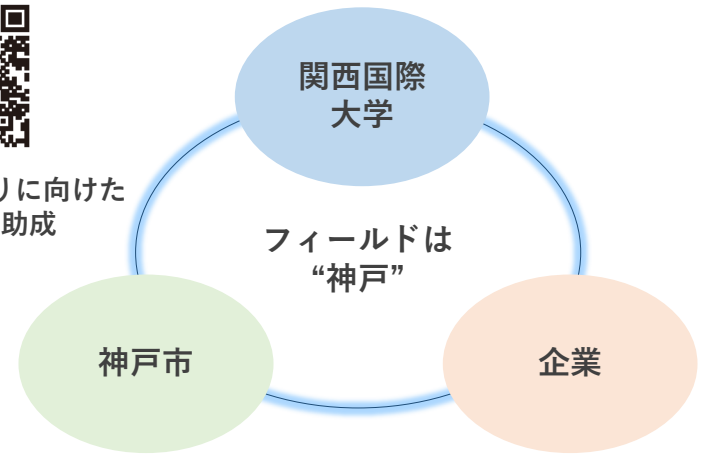 関西国際
大学
りに向けた
助成
フィールドは
“神戸”
神戸市
企業